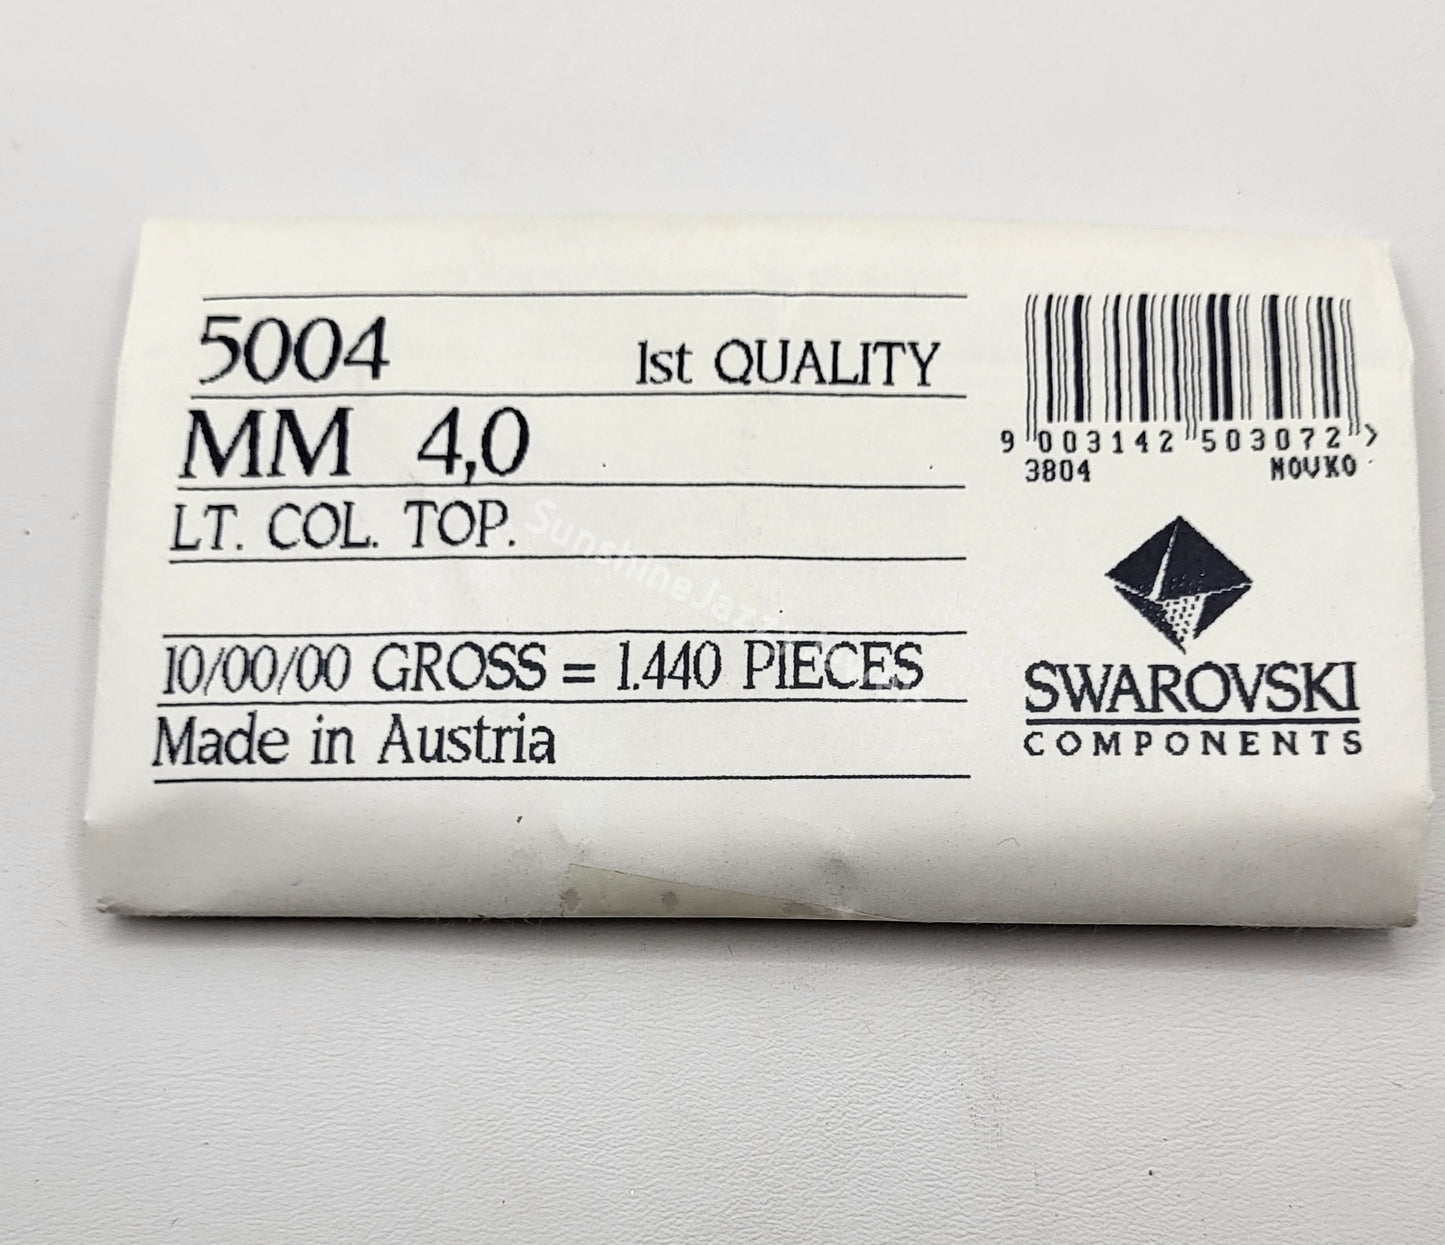 5004 1st QUALITY
MM 4,0
LT. COL. TOP.
10/00/00 GROSS = 1.440 PIECES
Made in Austria
9 003142 503072 >
3804 NOVKO
SWAROVSKI
COMPONENTS